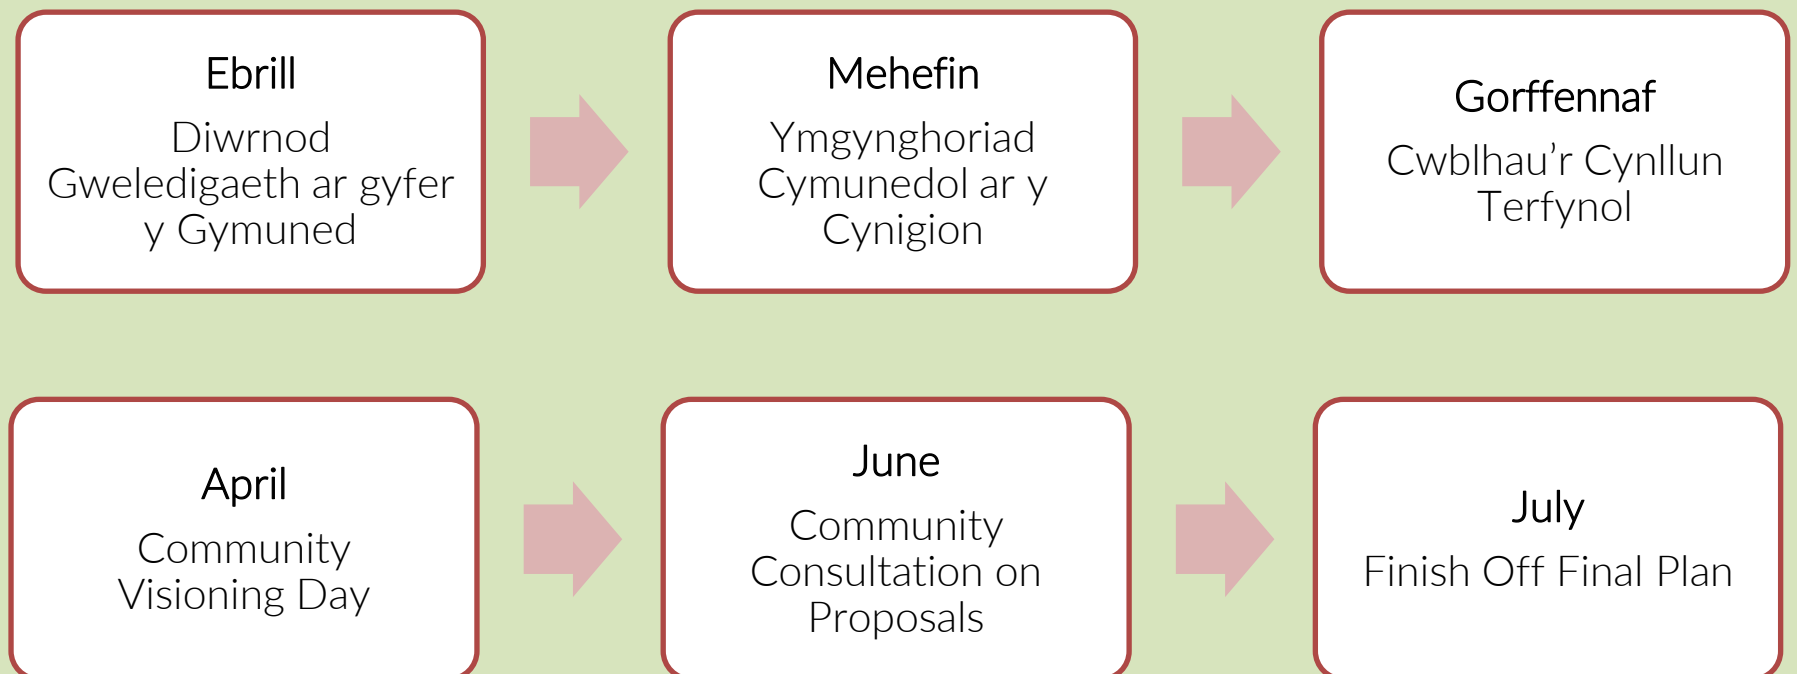 Ebrill
Diwrnod
Gweledigaeth ar gyfer
y Gymuned
Mehefin
Ymgynghoriad
Cymunedol ar y
Cynigion
Gorffennaf
Cwblhau’r Cynllun
Terfynol
April
Community
Visioning Day
June
Community
Consultation on
Proposals
July
Finish Off Final Plan